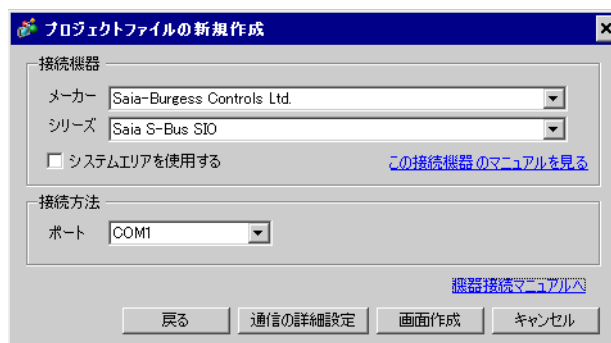 プロジェクトファイルの新規作成
接続機器
メーカー Saia-Burgess Controls Ltd.
シリーズ Saia S-Bus SIO
システムエリアを使用する この接続機器のマニュアルを見る
接続方法
ポート COM1
機器接続マニュアルへ
戻る 通信の詳細設定 画面作成 キャンセル